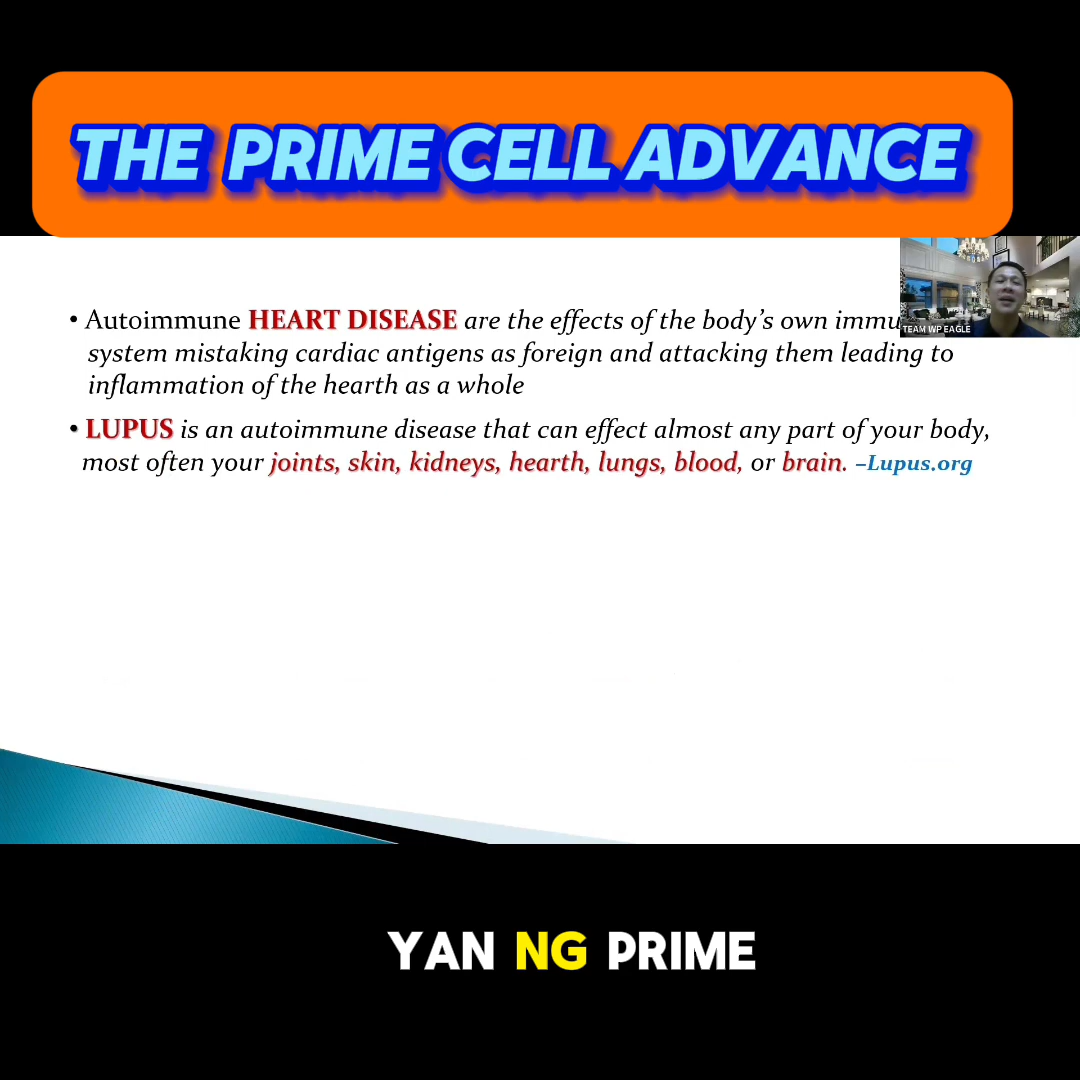 THE PRIME CELL ADVANCE
• Autoimmune HEART DISEASE are the effects of the body’s own
system mistaking cardiac antigens as foreign and attacking them leading to
inflammation of the hearth as a whole
TEAM WP EAGLE
• LUPUS is an autoimmune disease that can effect almost any part of your body,
most often your joints, skin, kidneys, hearth, lungs, blood, or brain. –Lupus.org
YAN NG PRIME